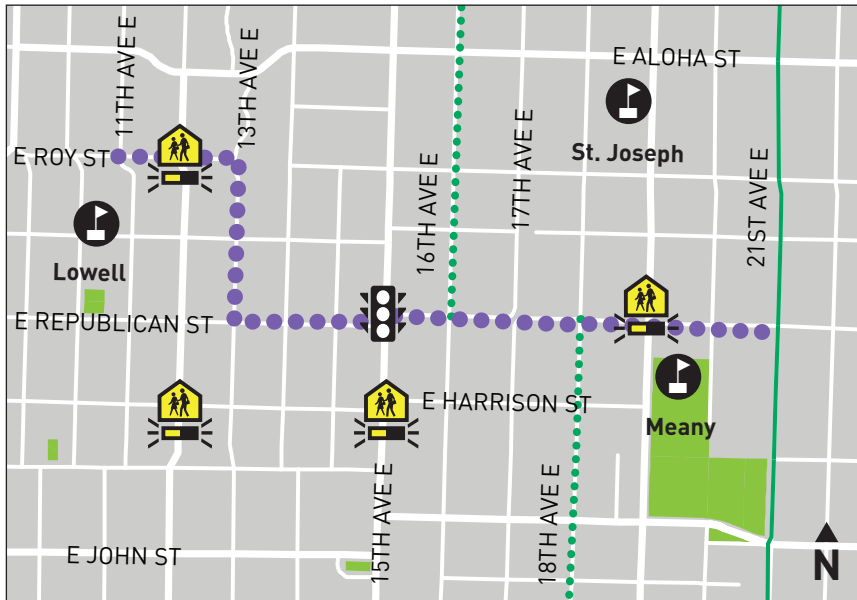 E ALOHA ST
11TH AVE E
13TH AVE E
E ROY ST
St. Joseph
16TH AVE E
17TH AVE E
21ST AVE E
Lowell
E REPUBLICAN ST
E HARRISON ST
Meany
15TH AVE E
18TH AVE E
E JOHN ST
N